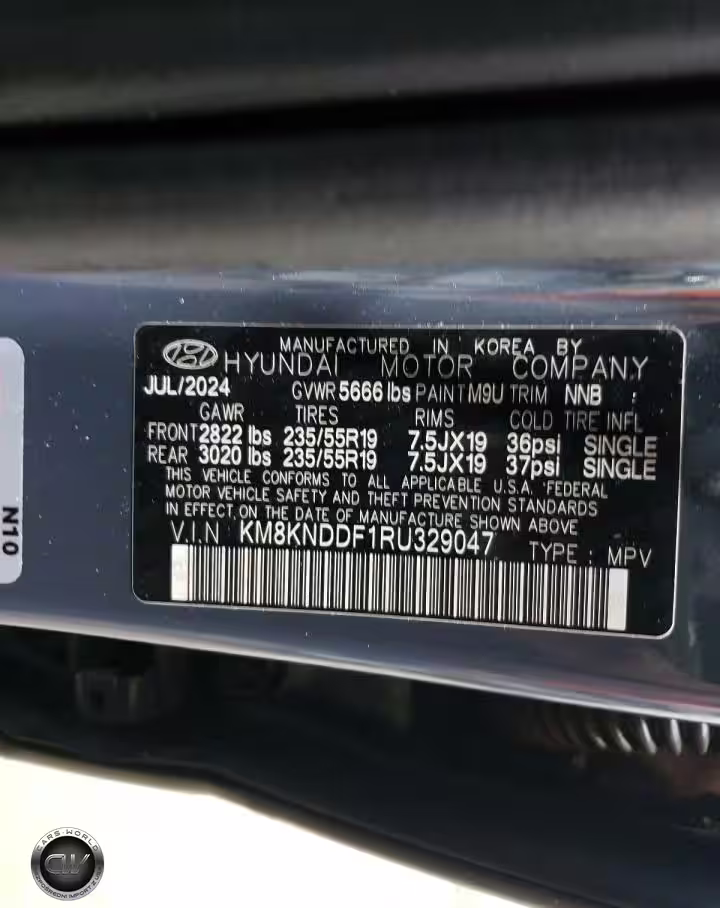 MANUFACTURED IN KOREA BY
HYUNDAI MOTOR COMPANY
JUL/2024 GVWR 5666 lbs PAINT M9U TRIM NNB
GAWR TIRES RIMS COLD TIRE INFL
FRONT 2822 lbs 235/55R19 7.5JX19 36psi SINGLE
REAR 3020 lbs 235/55R19 7.5JX19 37psi SINGLE
THIS VEHICLE CONFORMS TO ALL APPLICABLE U.S.A. FEDERAL
MOTOR VEHICLE SAFETY AND THEFT PREVENTION STANDARDS
IN EFFECT ON THE DATE OF MANUFACTURE SHOWN ABOVE
V.I.N KM8KNDDF1RU329047 TYPE : MPV
N10
CARS-WORLD
CW